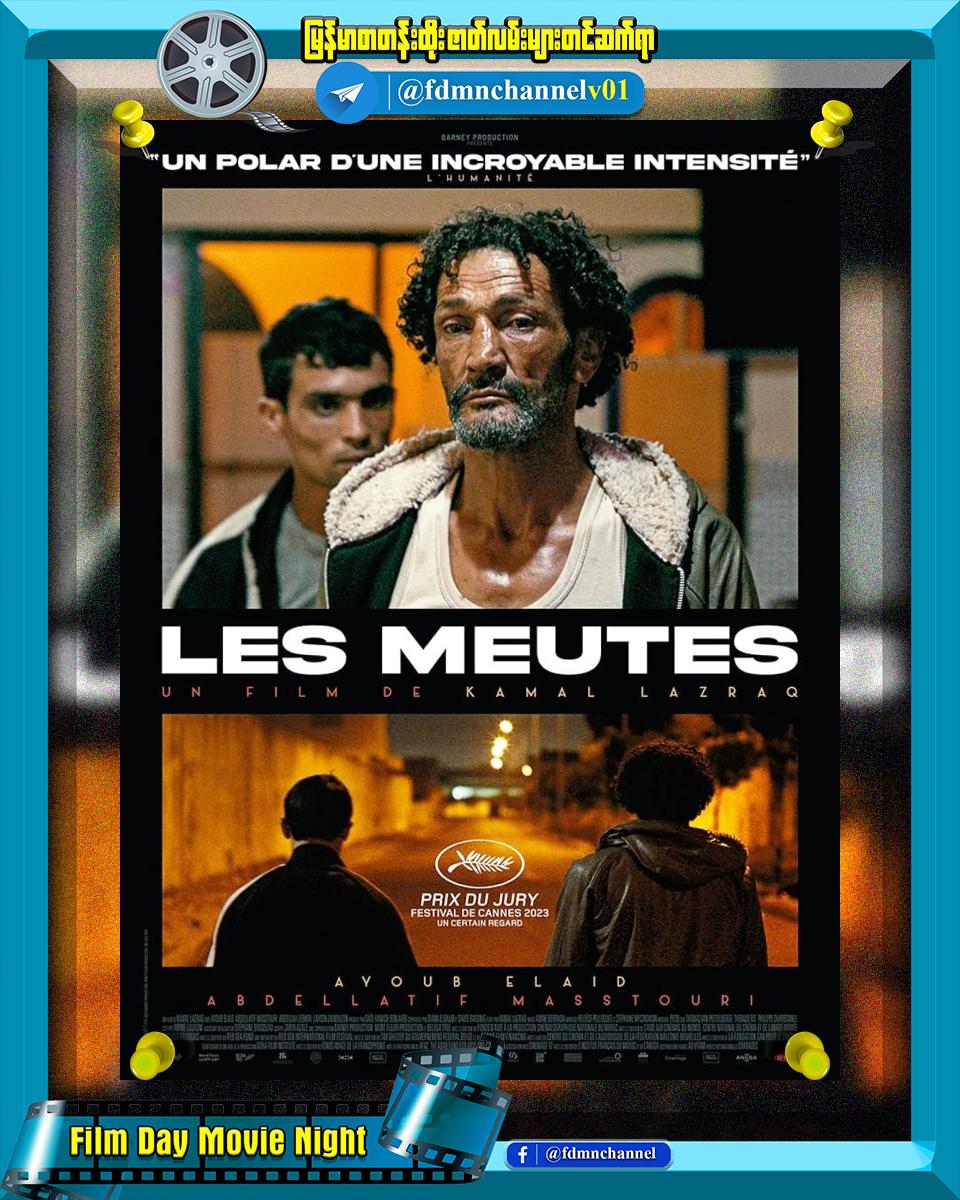 မြန်မာစာတန်းထိုးဇာတ်လမ်းများတင်ဆက်ရာ
@fdmnchannelv01
BARNEY PRODUCTION
PRÉSENTE
"UN POLAR D'UNE INCROYABLE INTENSITÉ"
L'HUMANITÉ
LES MEUTES
UN FILM DE KAMAL LAZRAQ
PRIX DU JURY
FESTIVAL DE CANNES 2023
UN CERTAIN REGARD
AYOUB ELAID
ABDELLATIF MASSTOURI
Film Day Movie Night
f @fdmnchannel